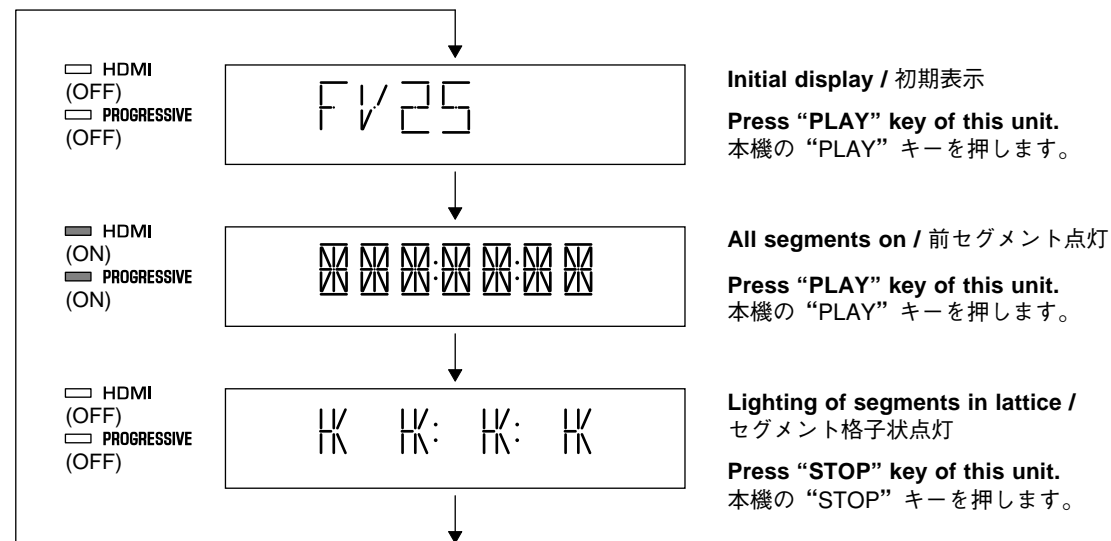 HDMI
(OFF)
PROGRESSIVE
(OFF)
FV25
Initial display / 初期表示
Press “PLAY” key of this unit.
本機の“PLAY”キーを押します。
HDMI
(ON)
PROGRESSIVE
(ON)
All segments on / 前セグメント点灯
Press “PLAY” key of this unit.
本機の“PLAY”キーを押します。
HDMI
(OFF)
PROGRESSIVE
(OFF)
Lighting of segments in lattice /
セグメント格子状点灯
Press “STOP” key of this unit.
本機の“STOP”キーを押します。